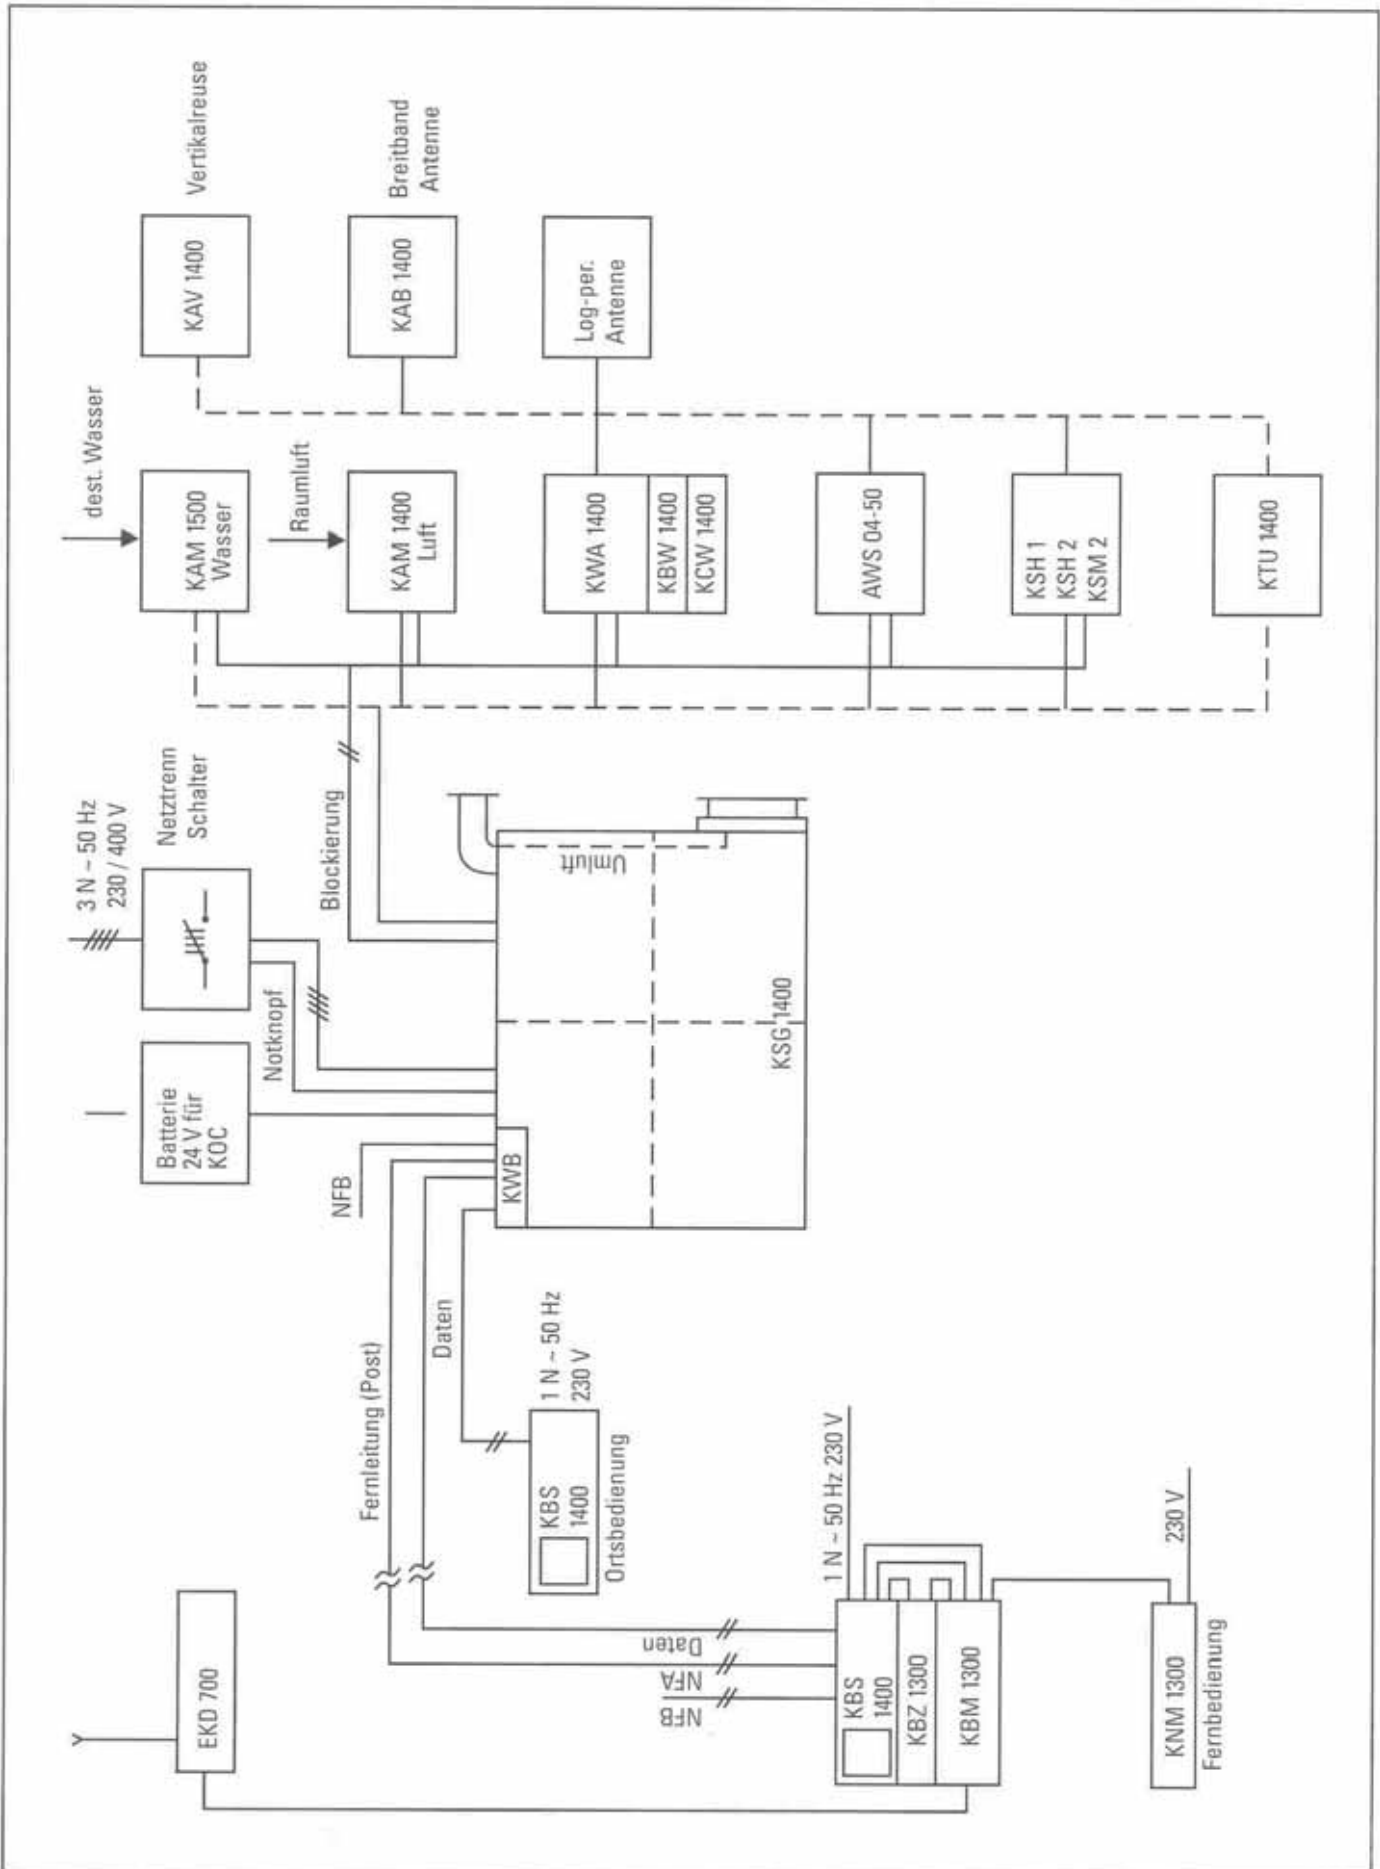 EKD 700
Batterie
24 V für
KOC
3 N ~ 50 Hz
230 / 400 V
Netztrenn
Schalter
dest. Wasser
KAM 1500
Wasser
KAV 1400
Vertikalreuse
Notknopf
NFB
Blockierung
Raumluft
KAM 1400
Luft
KAB 1400
Breitband
Antenne
Fernleitung (Post)
Daten
KWB
Umluft
KSG 1400
KWA 1400
KBW 1400
KCW 1400
Log-per.
Antenne
KBS
1400
1 N ~ 50 Hz
230 V
Ortsbedienung
Daten
NFA
NFB
KBS
1400
KBZ 1300
KBM 1300
1 N ~ 50 Hz 230 V
AWS 04-50
KSH 1
KSH 2
KSM 2
KNM 1300
230 V
Fernbedienung
KTU 1400